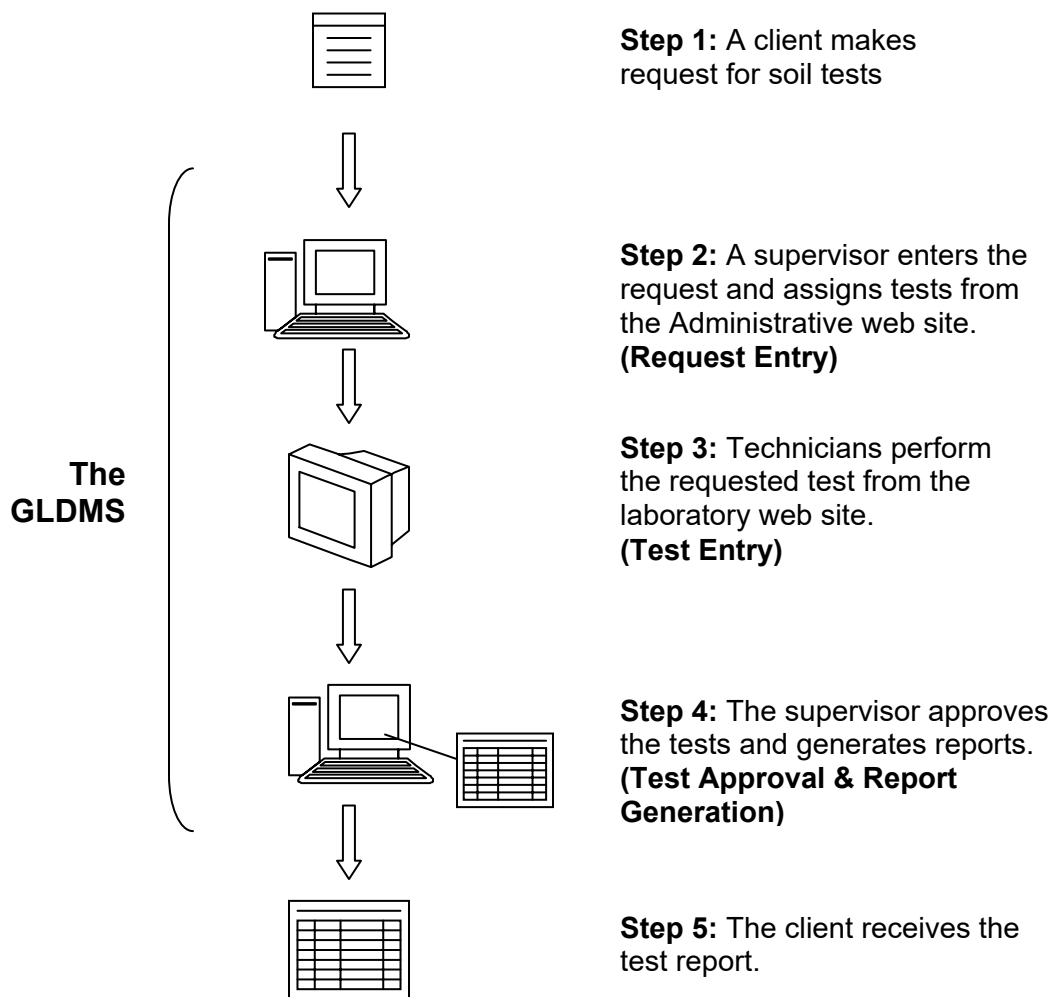 Step 1: A client makes
request for soil tests
Step 2: A supervisor enters the
request and assigns tests from
the Administrative web site.
(Request Entry)
The
GLDMS
Step 3: Technicians perform
the requested test from the
laboratory web site.
(Test Entry)
Step 4: The supervisor approves
the tests and generates reports.
(Test Approval & Report
Generation)
Step 5: The client receives the
test report.